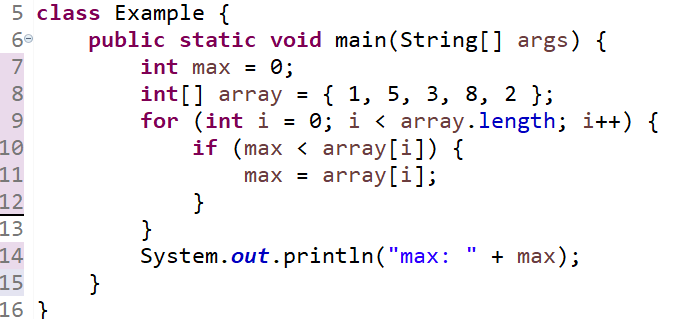 5 class Example {
6 public static void main(String[] args) {
7 int max = 0;
8 int[] array = { 1, 5, 3, 8, 2 };
9 for (int i = 0; i < array.length; i++) {
10 if (max < array[i]) {
11 max = array[i];
12 }
13 }
14 System.out.println("max: " + max);
15 }
16 }